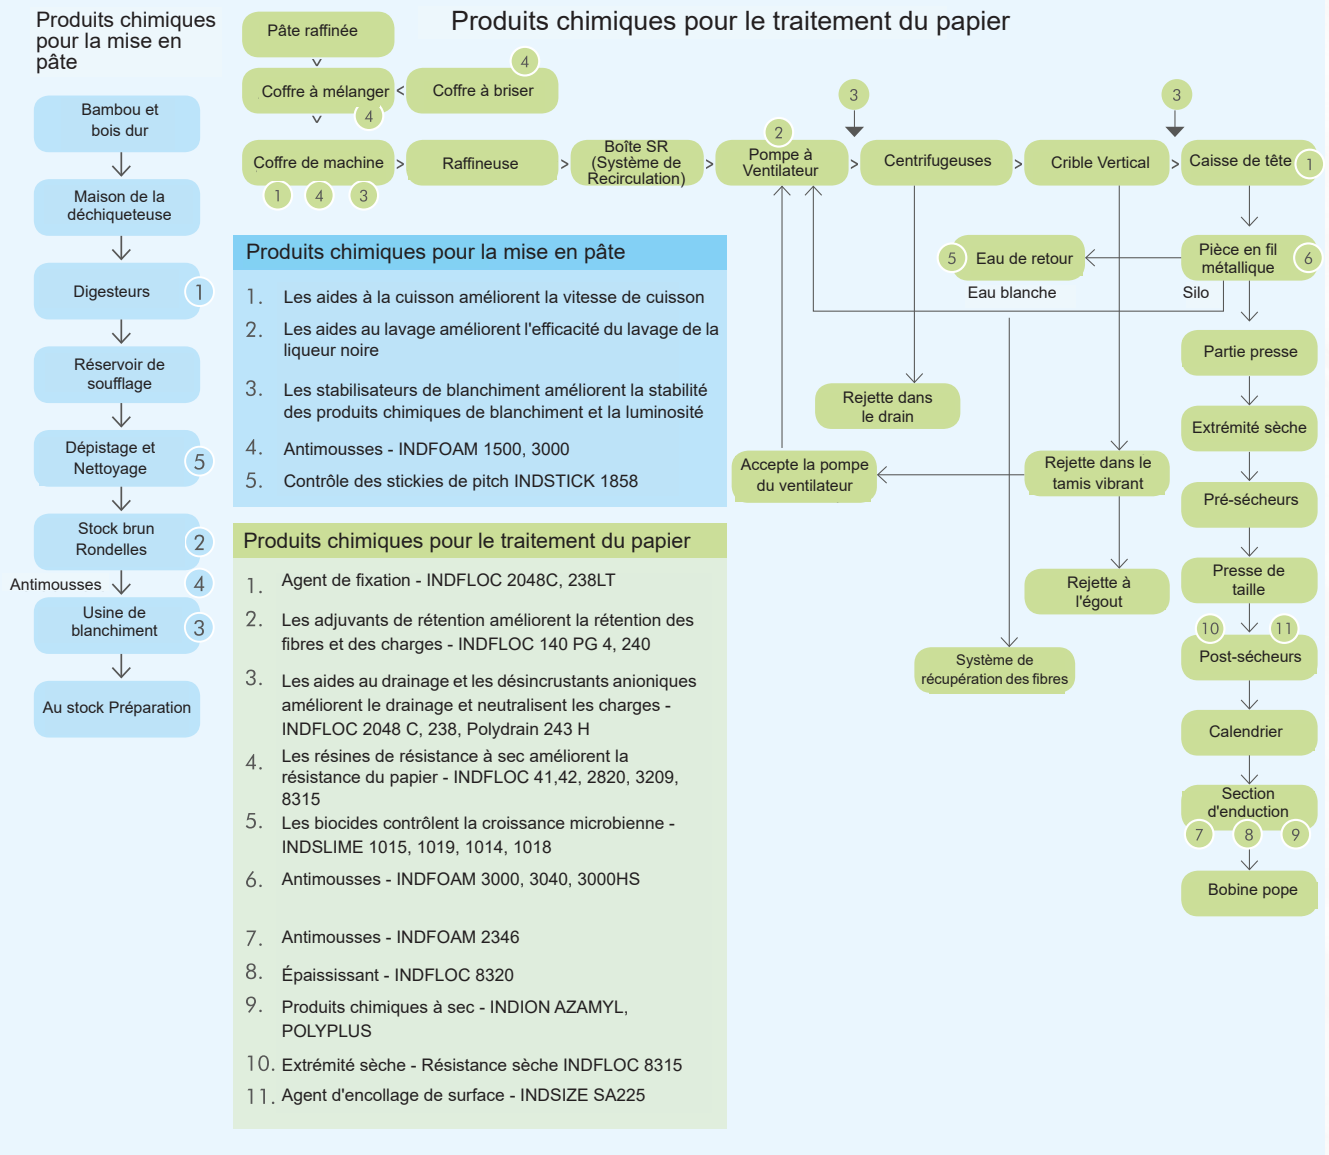 Produits chimiques
pour la mise en
pâte
Bambou et
bois dur
Maison de la
déchiqueteuse
Digesteurs
1
Réservoir de
soufflage
Dépistage et
Nettoyage
5
Stock brun
Rondelles
2
Antimousses
4
Usine de
blanchiment
3
Au stock Préparation
Produits chimiques pour le traitement du papier
Pâte raffinée
Coffre à mélanger
4
<
Coffre à briser
4
Coffre de machine
1
4
3
>
Raffineuse
>
Boîte SR
(Système de
Recirculation)
>
2
Pompe à
Ventilateur
>
3
Centrifugeuses
>
Crible Vertical
>
3
Caisse de tête
1
Pièce en fil
métallique
6
5
Eau de retour
Eau blanche
Silo
Partie presse
Extrémité sèche
Pré-sécheurs
Presse de
taille
10
11
Post-sécheurs
Calendrier
Section
d'enduction
7
8
9
Bobine pope
Rejette dans
le drain
Accepte la pompe
du ventilateur
Rejette dans le
tamis vibrant
Rejette à
l'égout
Système de
récupération des fibres
Produits chimiques pour la mise en pâte
1. Les aides à la cuisson améliorent la vitesse de cuisson
2. Les aides au lavage améliorent l'efficacité du lavage de la
liqueur noire
3. Les stabilisateurs de blanchiment améliorent la stabilité
des produits chimiques de blanchiment et la luminosité
4. Antimousses - INDFOAM 1500, 3000
5. Contrôle des stickies de pitch INDSTICK 1858
Produits chimiques pour le traitement du papier
1. Agent de fixation - INDFLOC 2048C, 238LT
2. Les adjuvants de rétention améliorent la rétention des
fibres et des charges - INDFLOC 140 PG 4, 240
3. Les aides au drainage et les désincrustants anioniques
améliorent le drainage et neutralisent les charges -
INDFLOC 2048 C, 238, Polydrain 243 H
4. Les résines de résistance à sec améliorent la
résistance du papier - INDFLOC 41,42, 2820, 3209,
8315
5. Les biocides contrôlent la croissance microbienne -
INDSLIME 1015, 1019, 1014, 1018
6. Antimousses - INDFOAM 3000, 3040, 3000HS
7. Antimousses - INDFOAM 2346
8. Épaississant - INDFLOC 8320
9. Produits chimiques à sec - INDION AZAMYL,
POLYPLUS
10. Extrémité sèche - Résistance sèche INDFLOC 8315
11. Agent d'encollage de surface - INDSIZE SA225